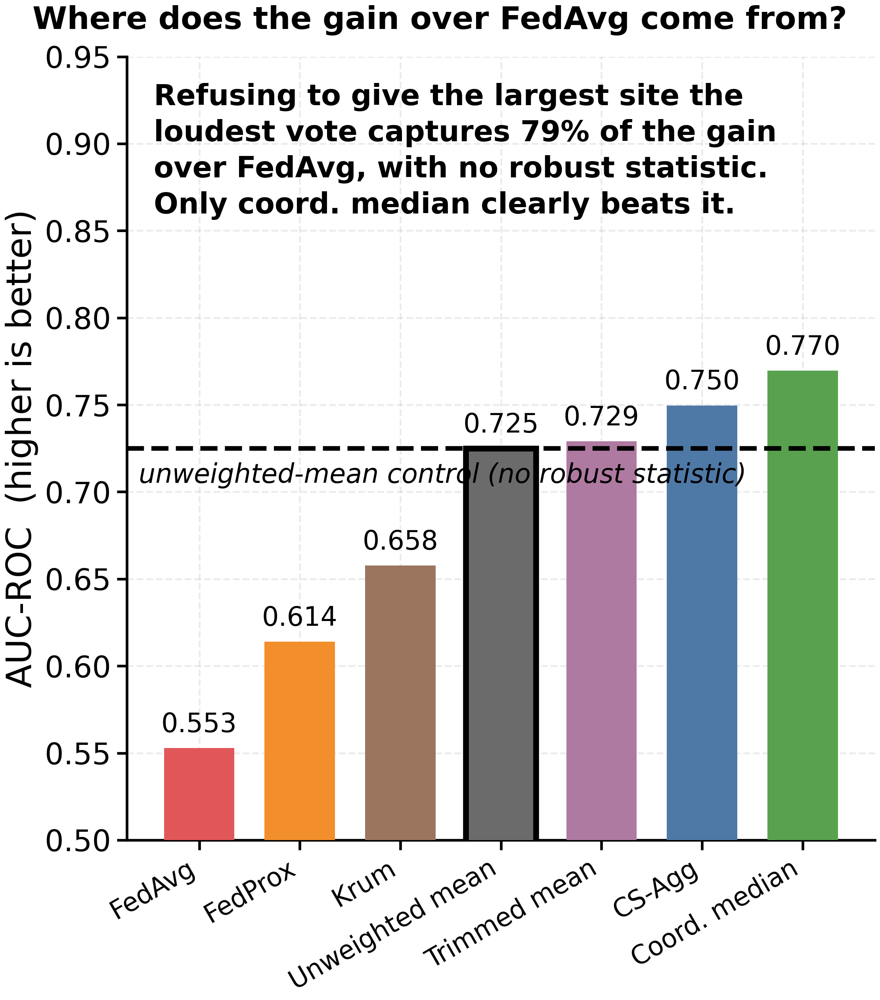 Where does the gain over FedAvg come from?
0.95
Refusing to give the largest site the
loudest vote captures 79% of the gain
over FedAvg, with no robust statistic.
Only coord. median clearly beats it.
0.90
0.85
0.80
0.75
0.70
0.65
0.60
0.55
0.50
AUC-ROC (higher is better)
0.553
0.614
0.658
0.725
0.729
0.750
0.770
unweighted-mean control (no robust statistic)
FedAvg
FedProx
Krum
Unweighted mean
Trimmed mean
CS-Agg
Coord. median